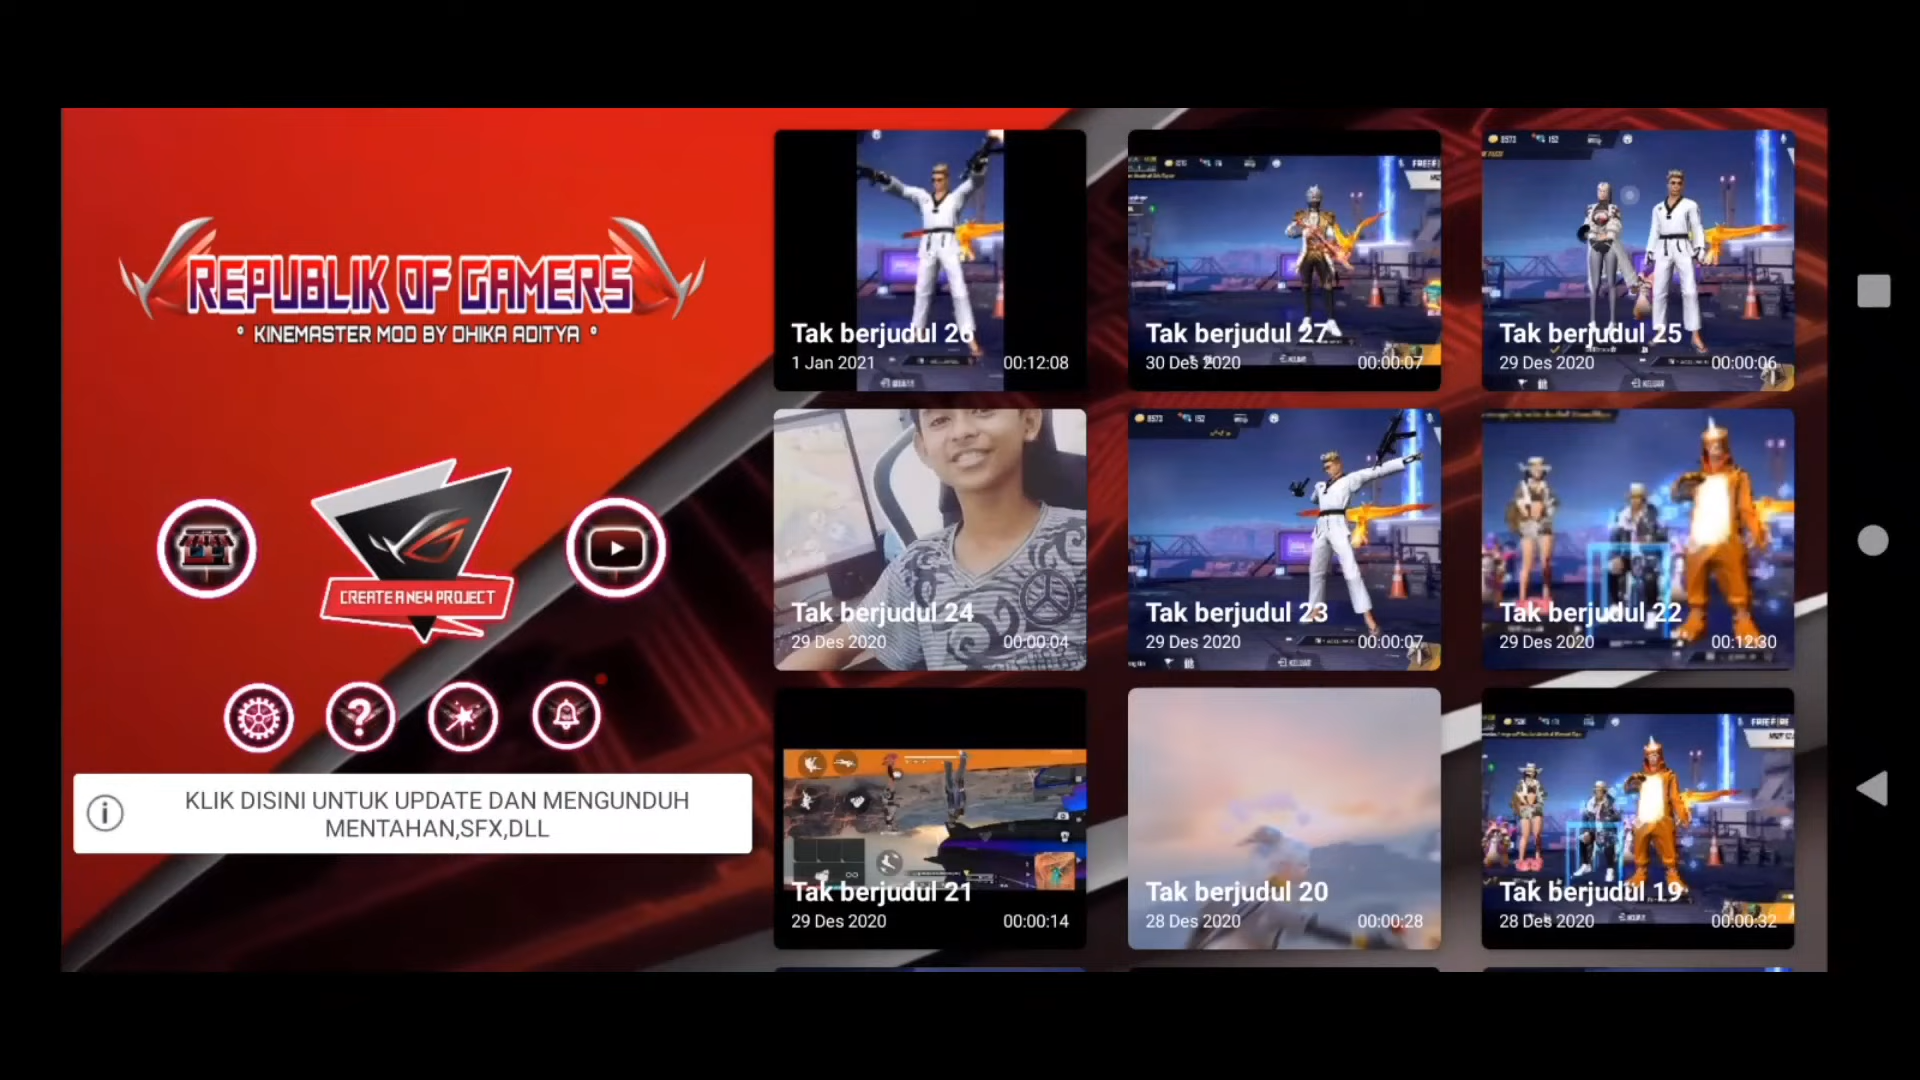 REPUBLIK OF GAMERS
° KINEMASTER MOD BY DHIKA ADITYA °
CREATE A NEW PROJECT
KLIK DISINI UNTUK UPDATE DAN MENGUNDUH
MENTAHAN,SFX,DLL
Tak berjudul 26
1 Jan 2021 00:12:08
Tak berjudul 27
30 Des 2020 00:00:07
Tak berjudul 25
29 Des 2020 00:00:06
Tak berjudul 24
29 Des 2020 00:00:04
Tak berjudul 23
29 Des 2020 00:00:07
Tak berjudul 22
29 Des 2020 00:12:30
Tak berjudul 21
29 Des 2020 00:00:14
Tak berjudul 20
28 Des 2020 00:00:28
Tak berjudul 19
28 Des 2020 00:00:32